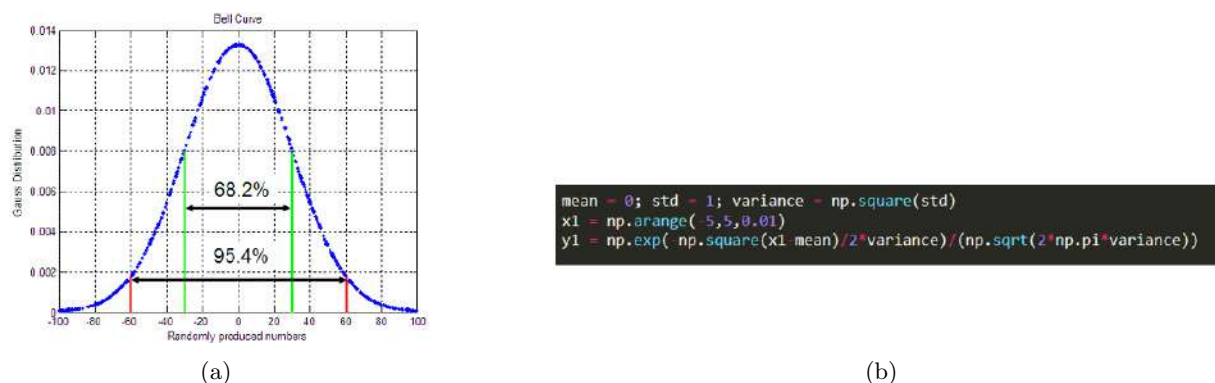 Bell Curve
0.014
0.012
0.01
0.008
0.006
0.004
0.002
0
Gauss Distribution
68.2%
95.4%
-100 -80 -60 -40 -20 0 20 40 60 80 100
Randomly produced numbers
(a)
mean = 0; std = 1; variance = np.square(std)
x1 = np.arange(-5,5,0.01)
y1 = np.exp(-np.square(x1-mean)/2*variance)/(np.sqrt(2*np.pi*variance))
(b)